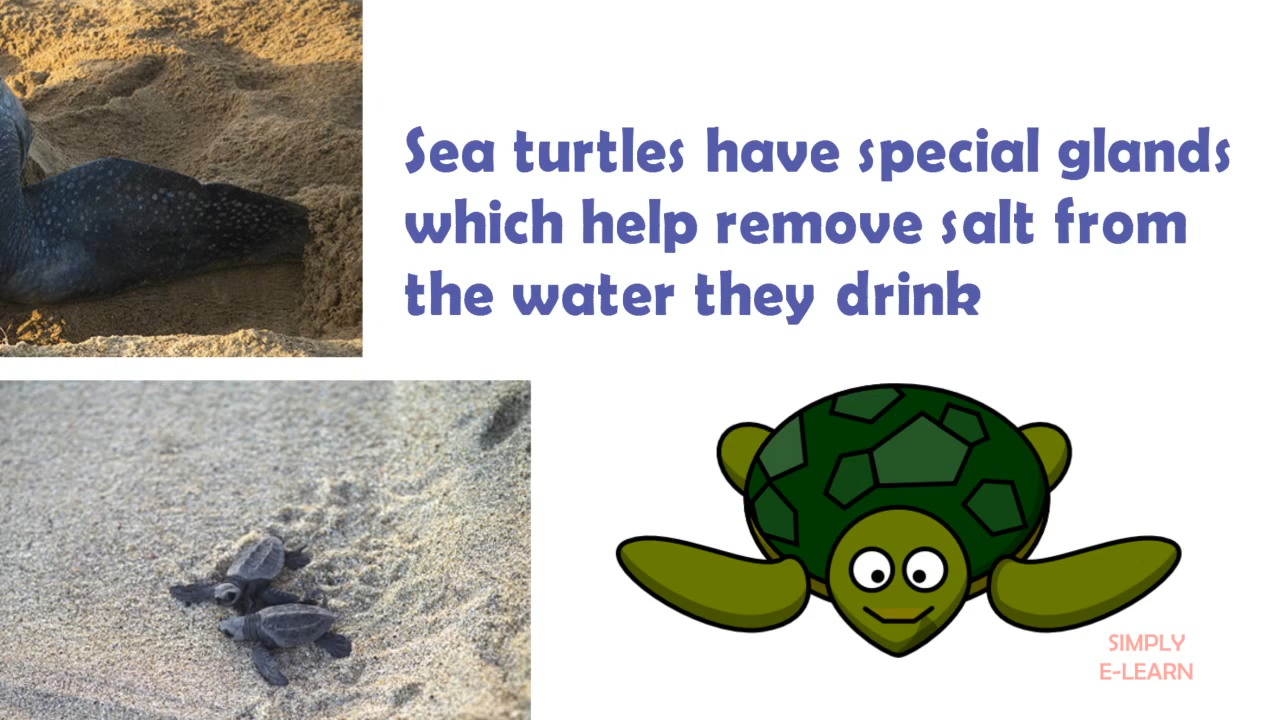 Sea turtles have special glands
which help remove salt from
the water they drink
SIMPLY
E-LEARN